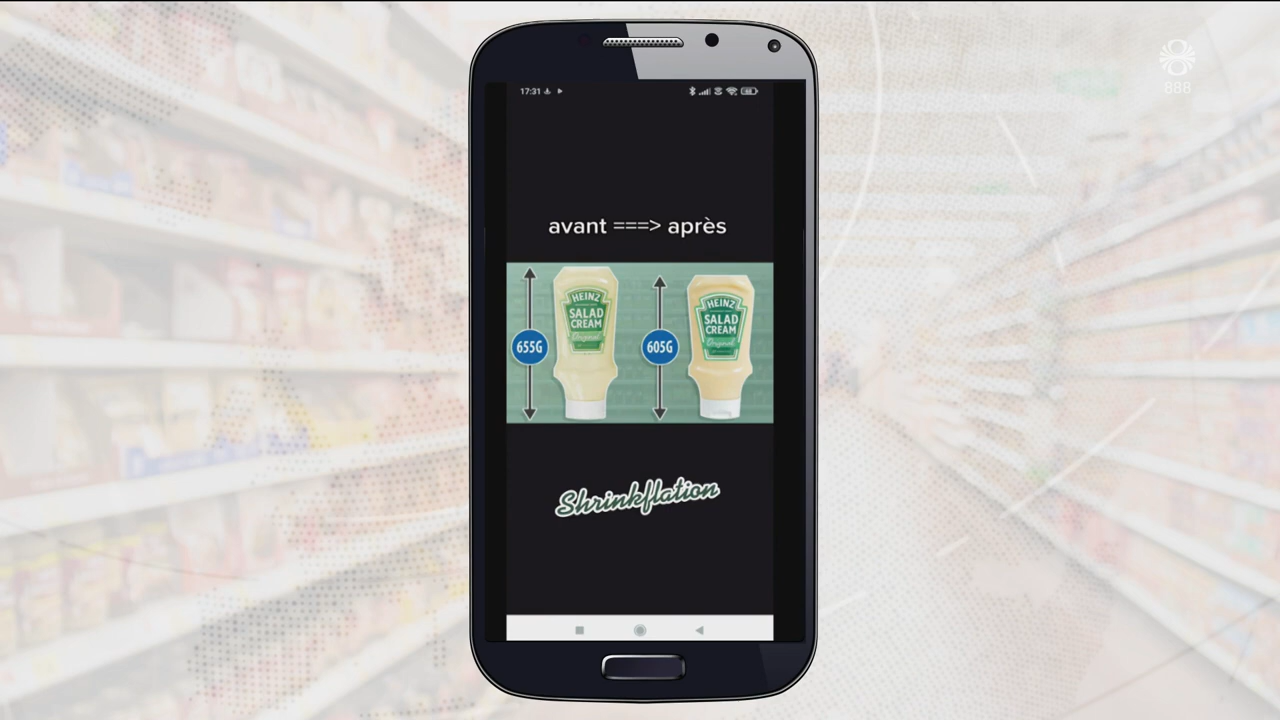 888
17:31
avant ===> après
655G
HEINZ
SALAD
CREAM
Original
605G
HEINZ
SALAD
CREAM
Original
Shrinkflation